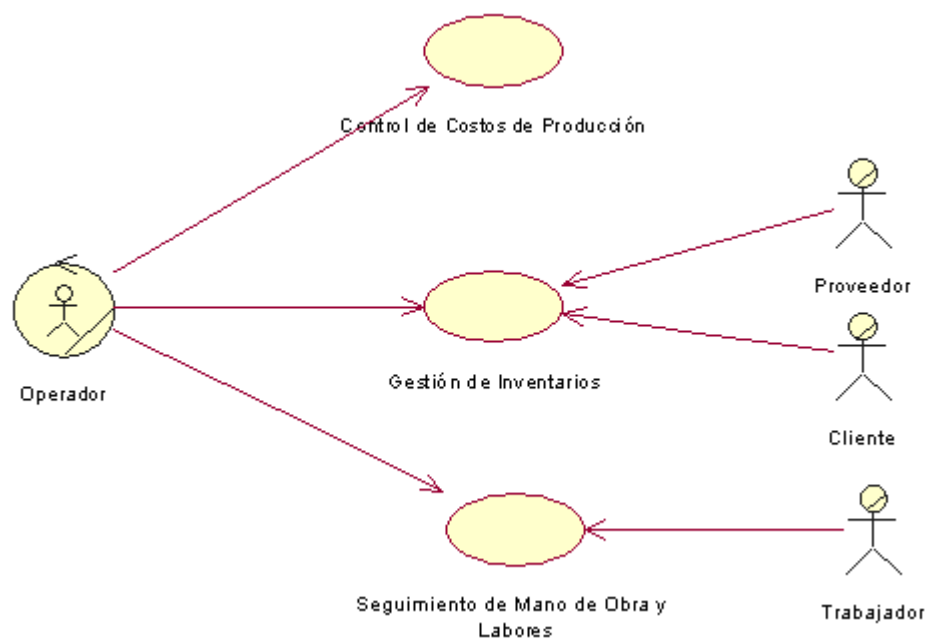 Control de Costos de Producción
Proveedor
Operador
Gestión de Inventarios
Cliente
Seguimiento de Mano de Obra y
Labores
Trabajador